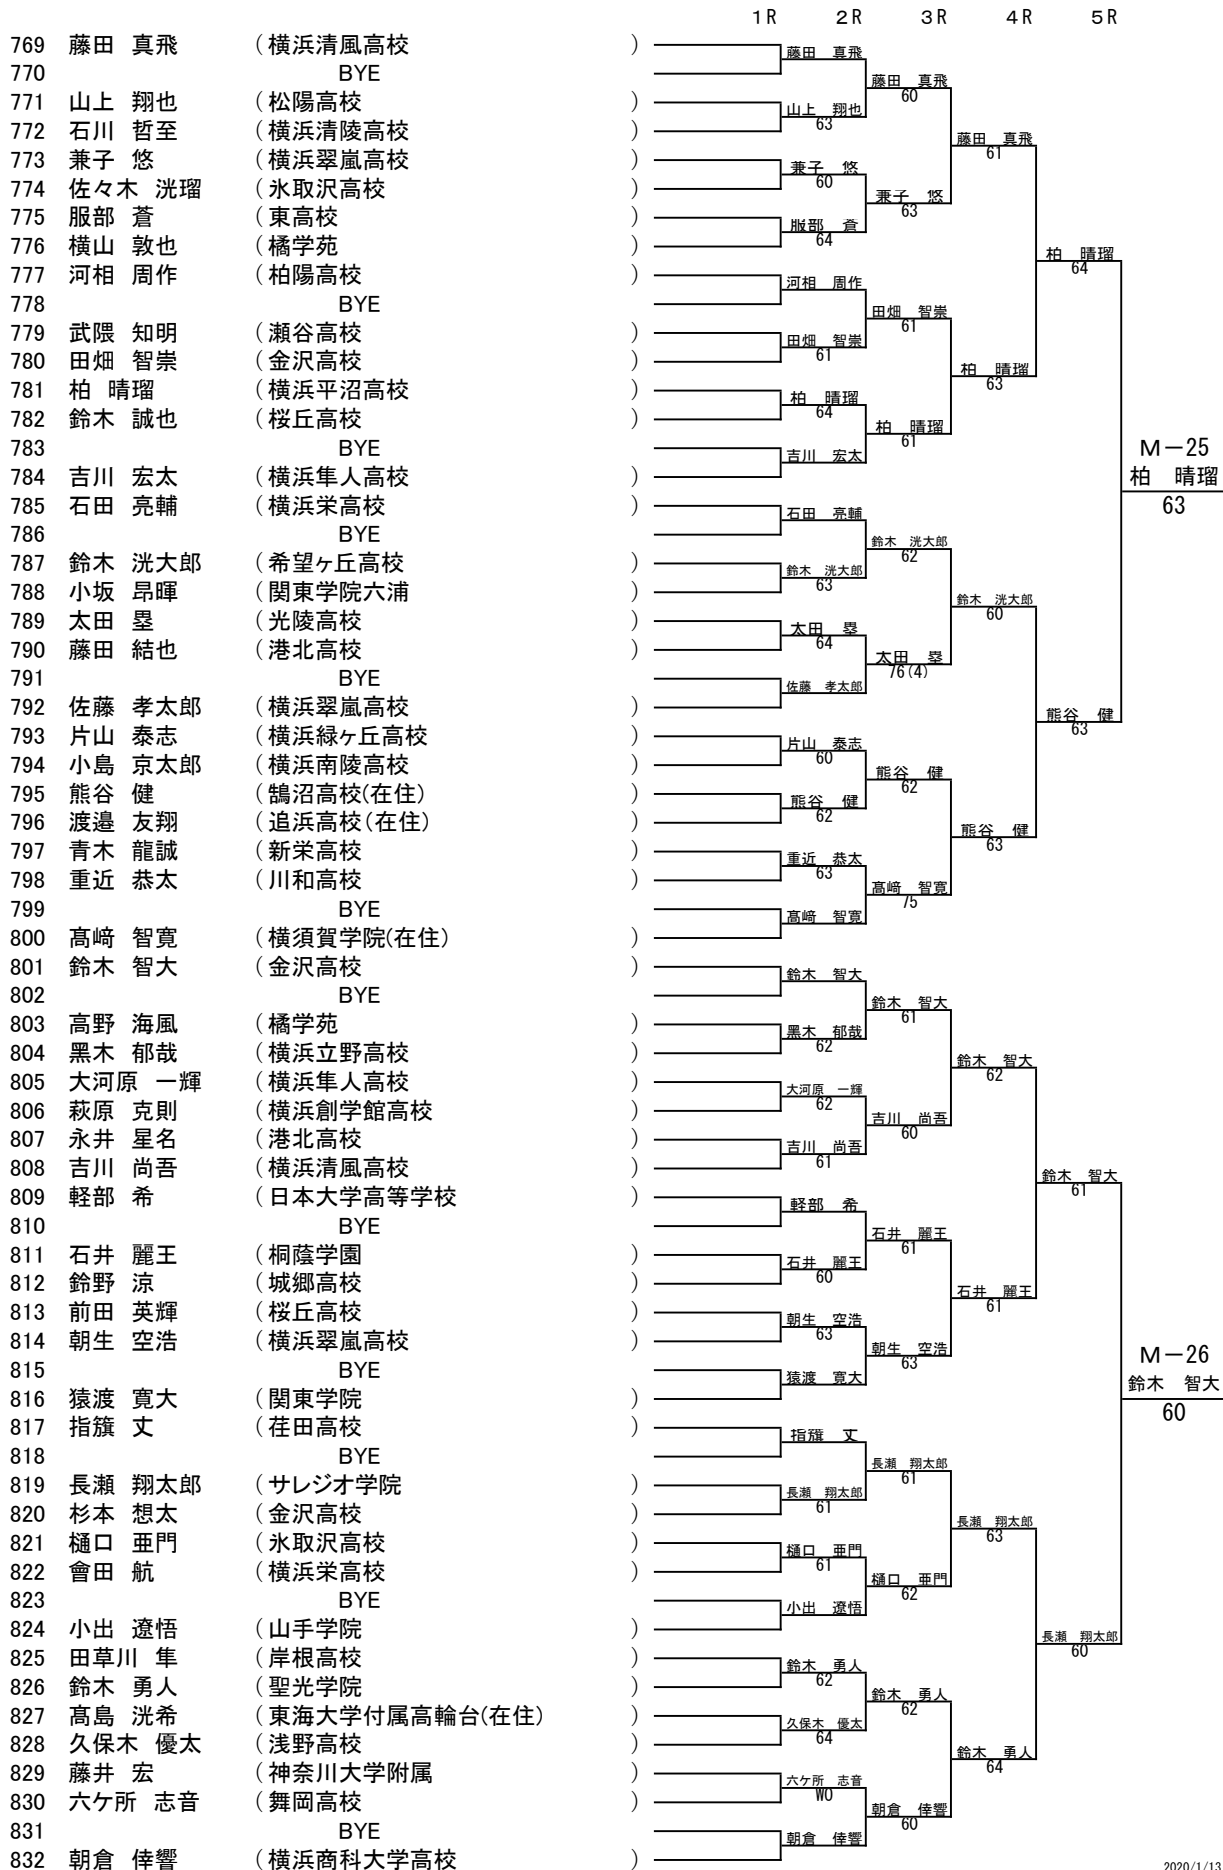 1R 2R 3R 4R 5R
769 藤田 真飛 (横浜清風高校 )
770 BYE
771 山上 翔也 (松陽高校 )
772 石川 哲至 (横浜清陵高校 )
773 兼子 悠 (横浜翠嵐高校 )
774 佐々木 洸瑠 (氷取沢高校 )
775 服部 蒼 (東高校 )
776 横山 敦也 (橘学苑 )
777 河相 周作 (柏陽高校 )
778 BYE
779 武隈 知明 (瀬谷高校 )
780 田畑 智崇 (金沢高校 )
781 柏 晴瑠 (横浜平沼高校 )
782 鈴木 誠也 (桜丘高校 )
783 BYE
784 吉川 宏太 (横浜隼人高校 )
785 石田 亮輔 (横浜栄高校 )
786 BYE
787 鈴木 洸大郎 (希望ヶ丘高校 )
788 小坂 昂暉 (関東学院六浦 )
789 太田 塁 (光陵高校 )
790 藤田 結也 (港北高校 )
791 BYE
792 佐藤 孝太郎 (横浜翠嵐高校 )
793 片山 泰志 (横浜緑ヶ丘高校 )
794 小島 京太郎 (横浜南陵高校 )
795 熊谷 健 (鵠沼高校(在住) )
796 渡邉 友翔 (追浜高校(在住) )
797 青木 龍誠 (新栄高校 )
798 重近 恭太 (川和高校 )
799 BYE
800 髙﨑 智寛 (横須賀学院(在住) )
801 鈴木 智大 (金沢高校 )
802 BYE
803 高野 海風 (橘学苑 )
804 黒木 郁哉 (横浜立野高校 )
805 大河原 一輝 (横浜隼人高校 )
806 萩原 克則 (横浜創学館高校 )
807 永井 星名 (港北高校 )
808 吉川 尚吾 (横浜清風高校 )
809 軽部 希 (日本大学高等学校 )
810 BYE
811 石井 麗王 (桐蔭学園 )
812 鈴野 涼 (城郷高校 )
813 前田 英輝 (桜丘高校 )
814 朝生 空浩 (横浜翠嵐高校 )
815 BYE
816 猿渡 寛大 (関東学院 )
817 指籏 丈 (荏田高校 )
818 BYE
819 長瀬 翔太郎 (サレジオ学院 )
820 杉本 想太 (金沢高校 )
821 樋口 亜門 (氷取沢高校 )
822 會田 航 (横浜栄高校 )
823 BYE
824 小出 遼悟 (山手学院 )
825 田草川 隼 (岸根高校 )
826 鈴木 勇人 (聖光学院 )
827 髙島 洸希 (東海大学付属高輪台(在住) )
828 久保木 優太 (浅野高校 )
829 藤井 宏 (神奈川大学附属 )
830 六ケ所 志音 (舞岡高校 )
831 BYE
832 朝倉 倖響 (横浜商科大学高校 )
藤田 真飛
山上 翔也
63
兼子 悠
60
服部 蒼
64
河相 周作
田畑 智崇
61
柏 晴瑠
64
吉川 宏太
石田 亮輔
鈴木 洸大郎
63
太田 塁
64
佐藤 孝太郎
片山 泰志
60
熊谷 健
62
重近 恭太
63
髙﨑 智寛
鈴木 智大
黒木 郁哉
62
大河原 一輝
62
吉川 尚吾
61
軽部 希
石井 麗王
60
朝生 空浩
63
猿渡 寛大
指籏 丈
長瀬 翔太郎
61
樋口 亜門
61
小出 遼悟
鈴木 勇人
62
久保木 優太
64
六ケ所 志音
WO
朝倉 倖響
藤田 真飛
60
兼子 悠
63
田畑 智崇
61
柏 晴瑠
61
鈴木 洸大郎
62
太田 塁
76(4)
熊谷 健
62
髙﨑 智寛
75
鈴木 智大
61
吉川 尚吾
60
石井 麗王
61
朝生 空浩
63
長瀬 翔太郎
61
樋口 亜門
62
鈴木 勇人
62
朝倉 倖響
60
藤田 真飛
61
柏 晴瑠
63
鈴木 洸大郎
60
熊谷 健
63
鈴木 智大
62
石井 麗王
61
長瀬 翔太郎
63
鈴木 勇人
64
柏 晴瑠
64
熊谷 健
63
鈴木 智大
61
長瀬 翔太郎
60
M-25
柏 晴瑠
63
M-26
鈴木 智大
60
2020/1/13